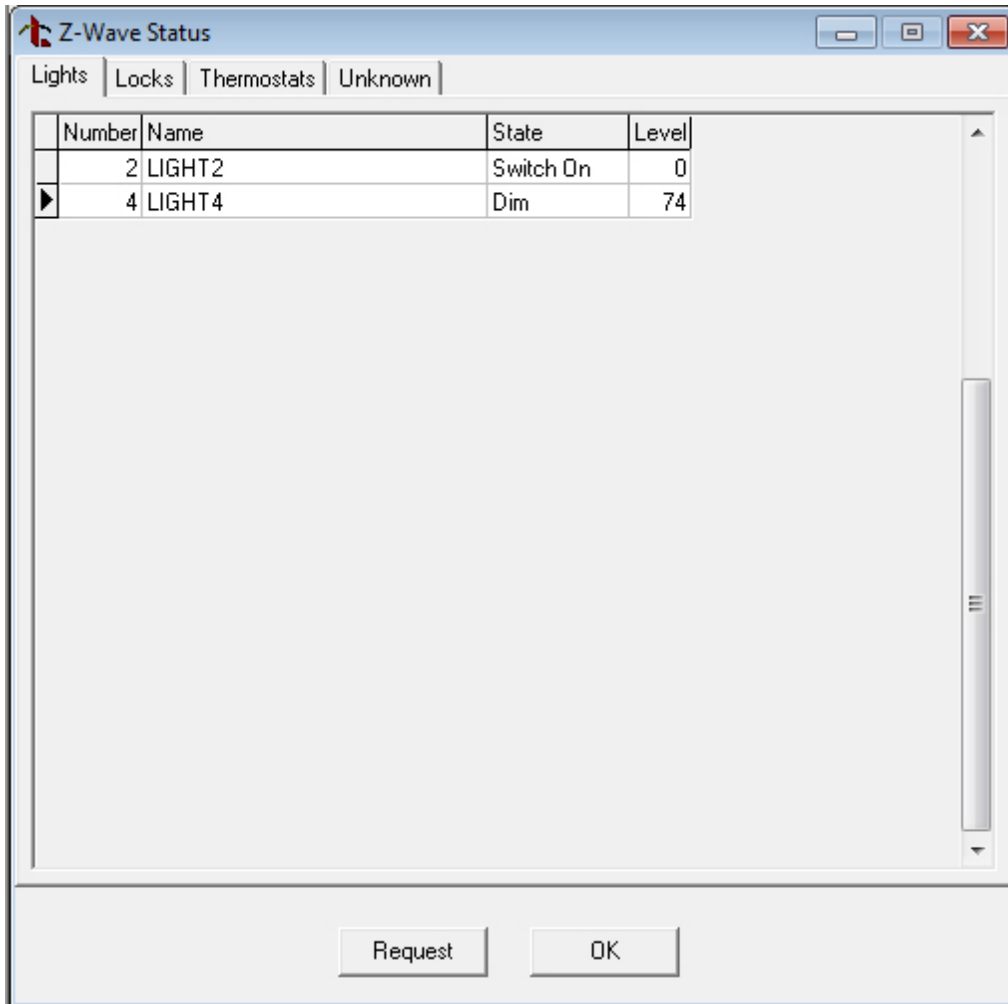 Z-Wave Status
Lights Locks Thermostats Unknown
Number Name State Level
2 LIGHT2 Switch On 0
4 LIGHT4 Dim 74
Request OK